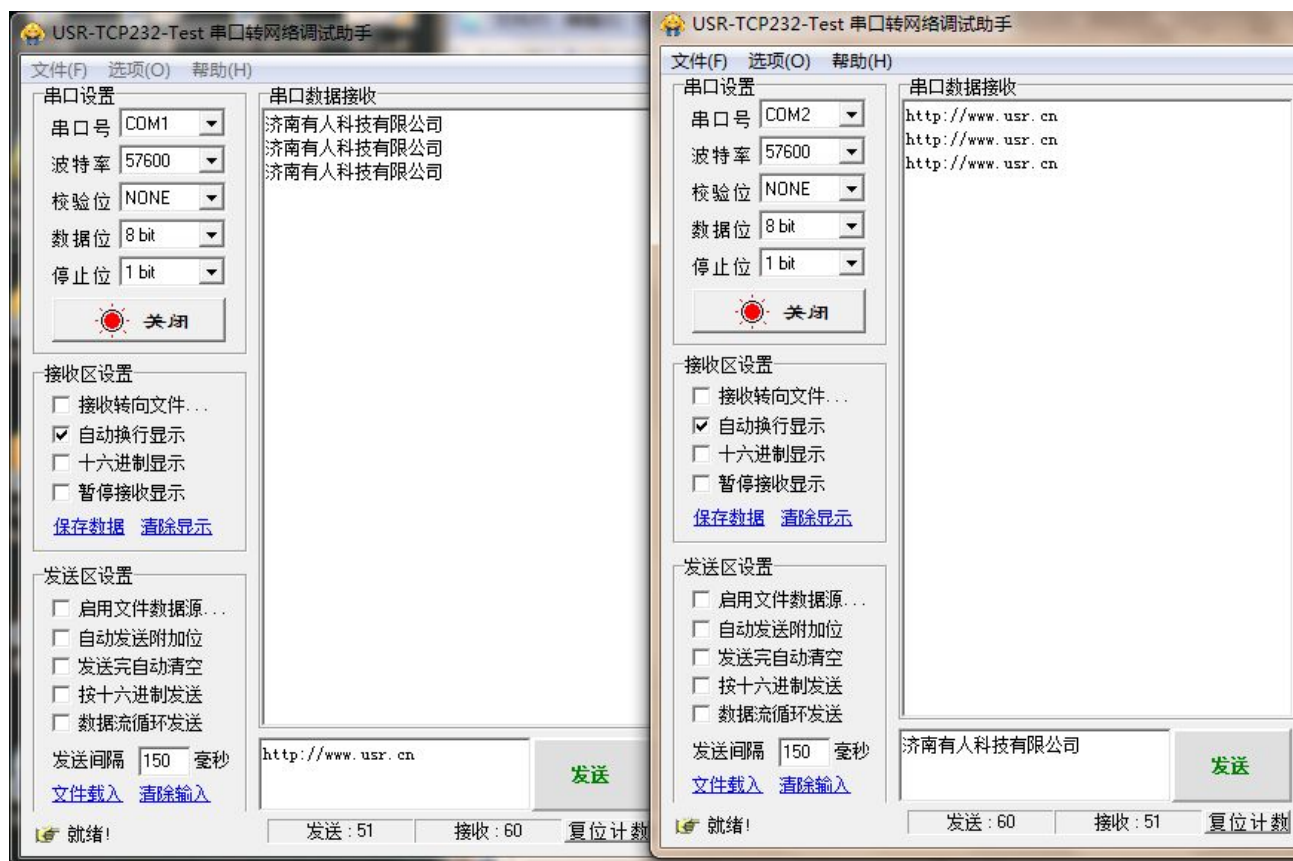 USR-TCP232-Test 串口转网络调试助手
文件(F) 选项(O) 帮助(H)
串口设置
串口号 COM1
波特率 57600
校验位 NONE
数据位 8 bit
停止位 1 bit
关闭
接收区设置
接收转向文件...
自动换行显示
十六进制显示
暂停接收显示
保存数据 清除显示
发送区设置
启用文件数据源...
自动发送附加位
发送完自动清空
按十六进制发送
数据流循环发送
发送间隔 150 毫秒
文件载入 清除输入
串口数据接收
济南有人科技有限公司
济南有人科技有限公司
济南有人科技有限公司
http://www.usr.cn
发送
就绪!
发送:51 接收:60 复位计数
USR-TCP232-Test 串口转网络调试助手
文件(F) 选项(O) 帮助(H)
串口设置
串口号 COM2
波特率 57600
校验位 NONE
数据位 8 bit
停止位 1 bit
关闭
接收区设置
接收转向文件...
自动换行显示
十六进制显示
暂停接收显示
保存数据 清除显示
发送区设置
启用文件数据源...
自动发送附加位
发送完自动清空
按十六进制发送
数据流循环发送
发送间隔 150 毫秒
文件载入 清除输入
串口数据接收
http://www.usr.cn
http://www.usr.cn
http://www.usr.cn
济南有人科技有限公司
发送
就绪!
发送:60 接收:51 复位计数